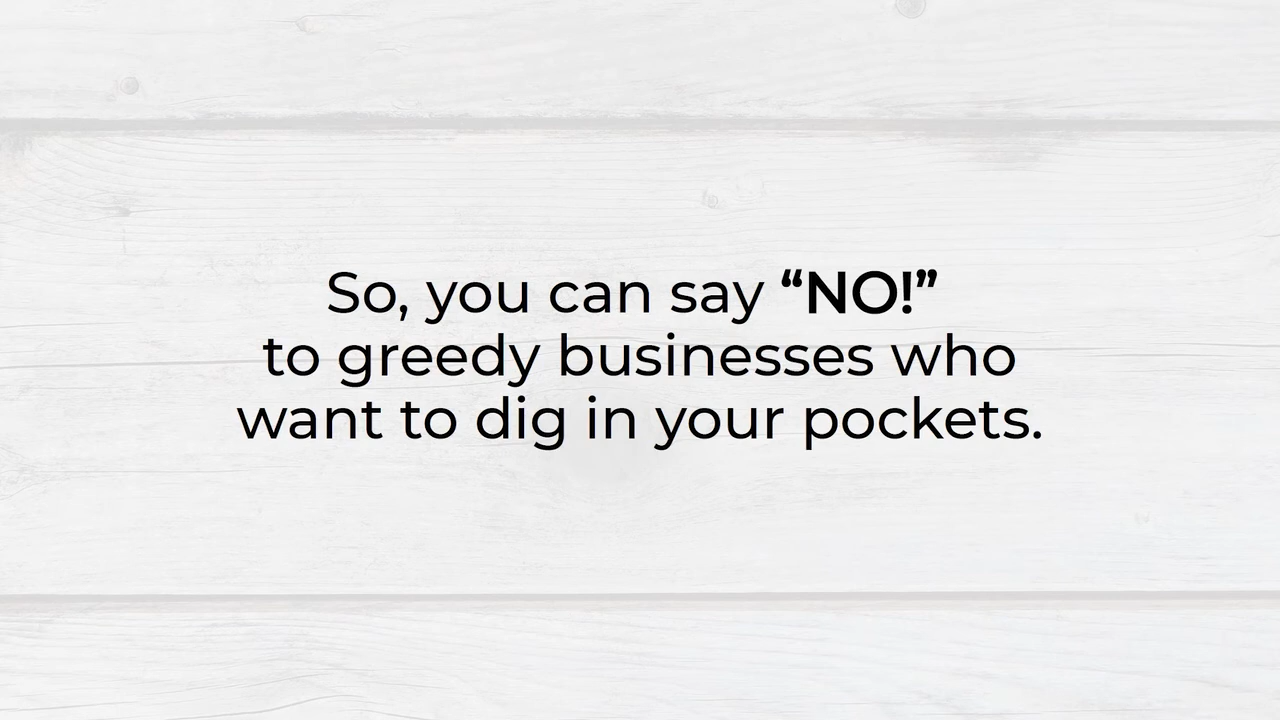 So, you can say “NO!”
to greedy businesses who
want to dig in your pockets.